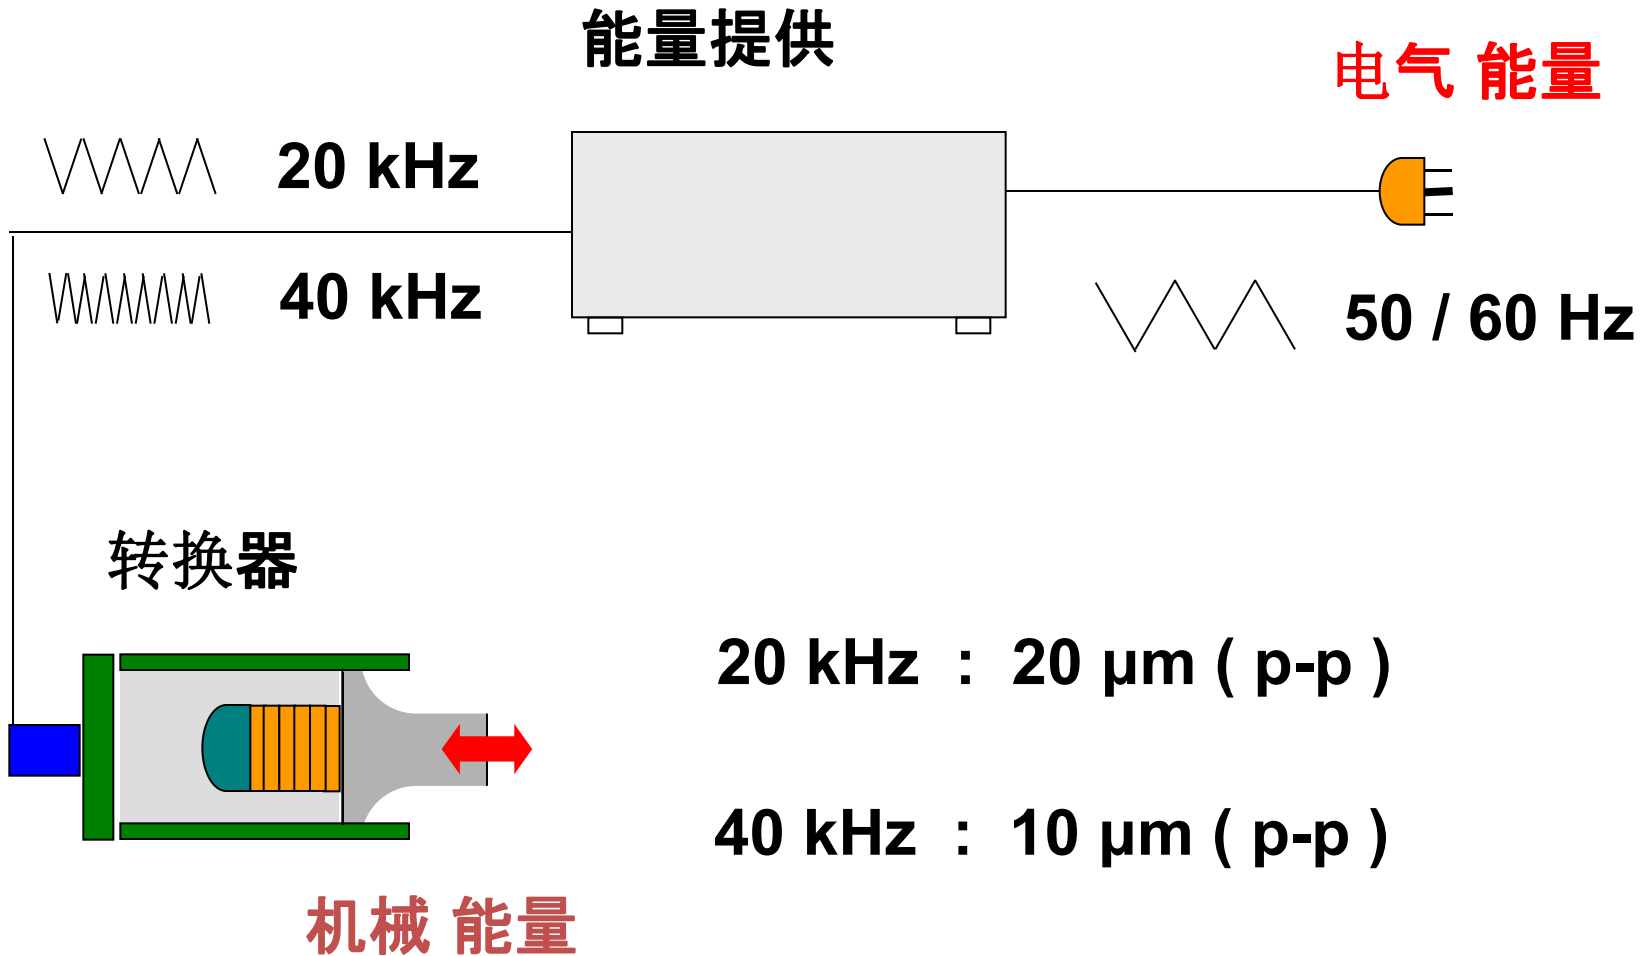 能量提供
电气 能量
20 kHz
40 kHz
50 / 60 Hz
转换器
20 kHz : 20 µm ( p-p )
40 kHz : 10 µm ( p-p )
机械 能量